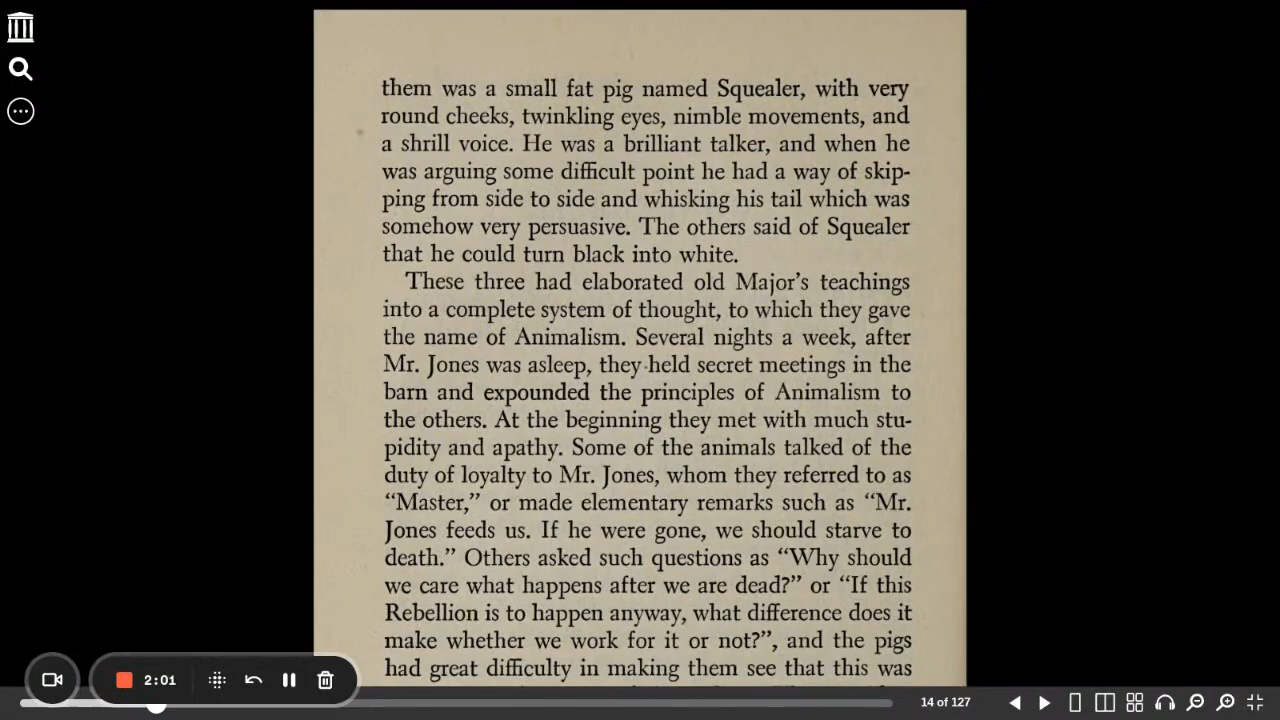 them was a small fat pig named Squealer, with very
round cheeks, twinkling eyes, nimble movements, and
a shrill voice. He was a brilliant talker, and when he
was arguing some difficult point he had a way of skip-
ping from side to side and whisking his tail which was
somehow very persuasive. The others said of Squealer
that he could turn black into white.
These three had elaborated old Major's teachings
into a complete system of thought, to which they gave
the name of Animalism. Several nights a week, after
Mr. Jones was asleep, they held secret meetings in the
barn and expounded the principles of Animalism to
the others. At the beginning they met with much stu-
pidity and apathy. Some of the animals talked of the
duty of loyalty to Mr. Jones, whom they referred to as
“Master,” or made elementary remarks such as “Mr.
Jones feeds us. If he were gone, we should starve to
death.” Others asked such questions as “Why should
we care what happens after we are dead?” or “If this
Rebellion is to happen anyway, what difference does it
make whether we work for it or not?”, and the pigs
had great difficulty in making them see that this was
2:01
14 of 127